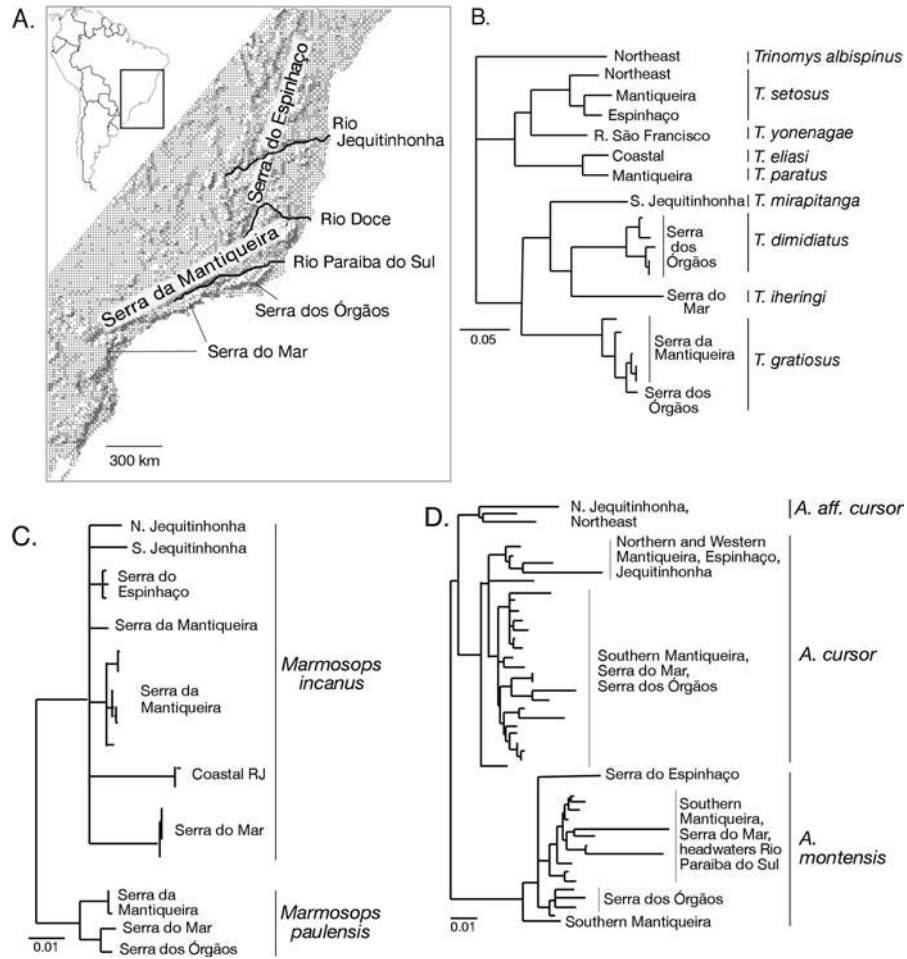 A.
Serra do Espinhaço
Rio
Jequitinhonha
Rio Doce
Serra da Mantiqueira
Rio Paraiba do Sul
Serra dos Órgãos
Serra do Mar
300 km
B.
Northeast
Trinomys albispinus
Northeast
Mantiqueira
Espinhaço
T. setosus
R. São Francisco
T. yonenagae
Coastal
T. eliasi
Mantiqueira
T. paratus
S. Jequitinhonha
T. mirapitanga
Serra
dos
Órgãos
T. dimidiatus
Serra do
Mar
T. iheringi
0.05
Serra da
Mantiqueira
T. gratiosus
Serra dos
Órgãos
C.
N. Jequitinhonha
S. Jequitinhonha
Serra do
Espinhaço
Serra da Mantiqueira
Serra da
Mantiqueira
Coastal RJ
Serra do Mar
Marmosops
incanus
Serra da
Mantiqueira
Serra do Mar
Serra dos Órgãos
Marmosops
paulensis
0.01
D.
N. Jequitinhonha,
Northeast
A. aff. cursor
Northern and Western
Mantiqueira, Espinhaço,
Jequitinhonha
Southern Mantiqueira,
Serra do Mar,
Serra dos Órgãos
A. cursor
Serra do Espinhaço
Southern
Mantiqueira,
Serra do Mar,
headwaters Rio
Paraiba do Sul
A.
montensis
Serra dos Órgãos
Southern Mantiqueira
0.01